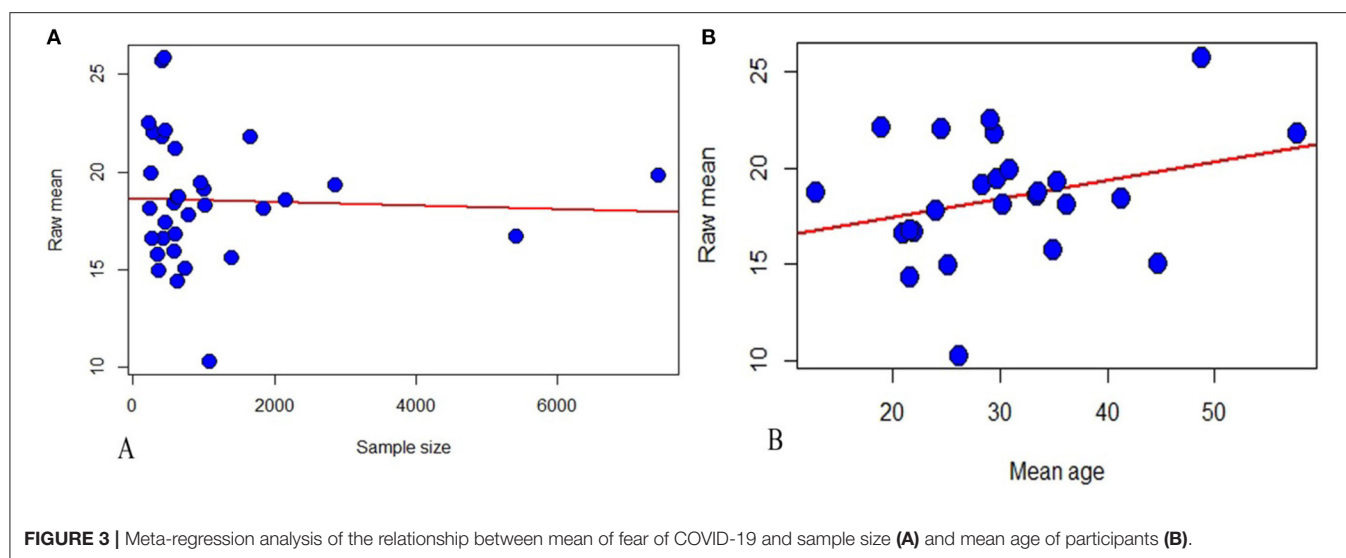 A
25
20
15
10
Raw mean
0 2000 4000 6000
Sample size
A
B
25
20
15
10
Raw mean
20 30 40 50
Mean age
B
FIGURE 3 | Meta-regression analysis of the relationship between mean of fear of COVID-19 and sample size (A) and mean age of participants (B).